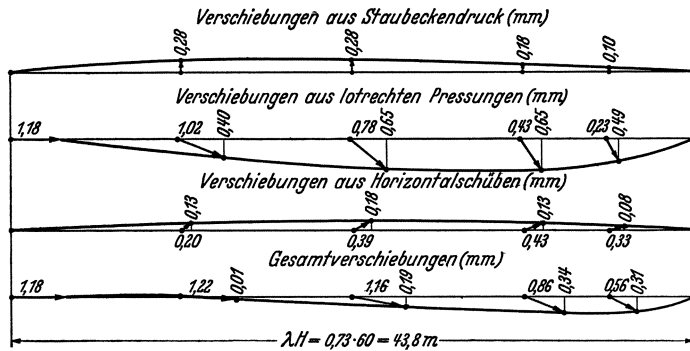 Verschiebungen aus Staubeckendruck (mm)
0,28 0,28 0,18 0,10
Verschiebungen aus lotrechten Pressungen (mm)
1,18 1,02 0,40 0,78 0,65 0,43 0,65 0,23 0,49
Verschiebungen aus Horizontalschüben (mm)
0,13 0,18 0,13 0,08
0,20 0,39 0,43 0,33
Gesamtverschiebungen (mm)
1,18 1,22 0,01 1,16 0,19 0,86 0,34 0,56 0,31
λH = 0,73·60 = 43,8 m